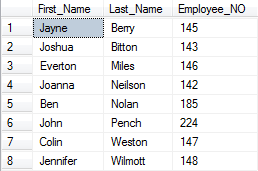 First_Name Last_Name Employee_NO
1 Jayne Berry 145
2 Joshua Bitton 143
3 Everton Miles 146
4 Joanna Neilson 142
5 Ben Nolan 185
6 John Pench 224
7 Colin Weston 147
8 Jennifer Wilmott 148